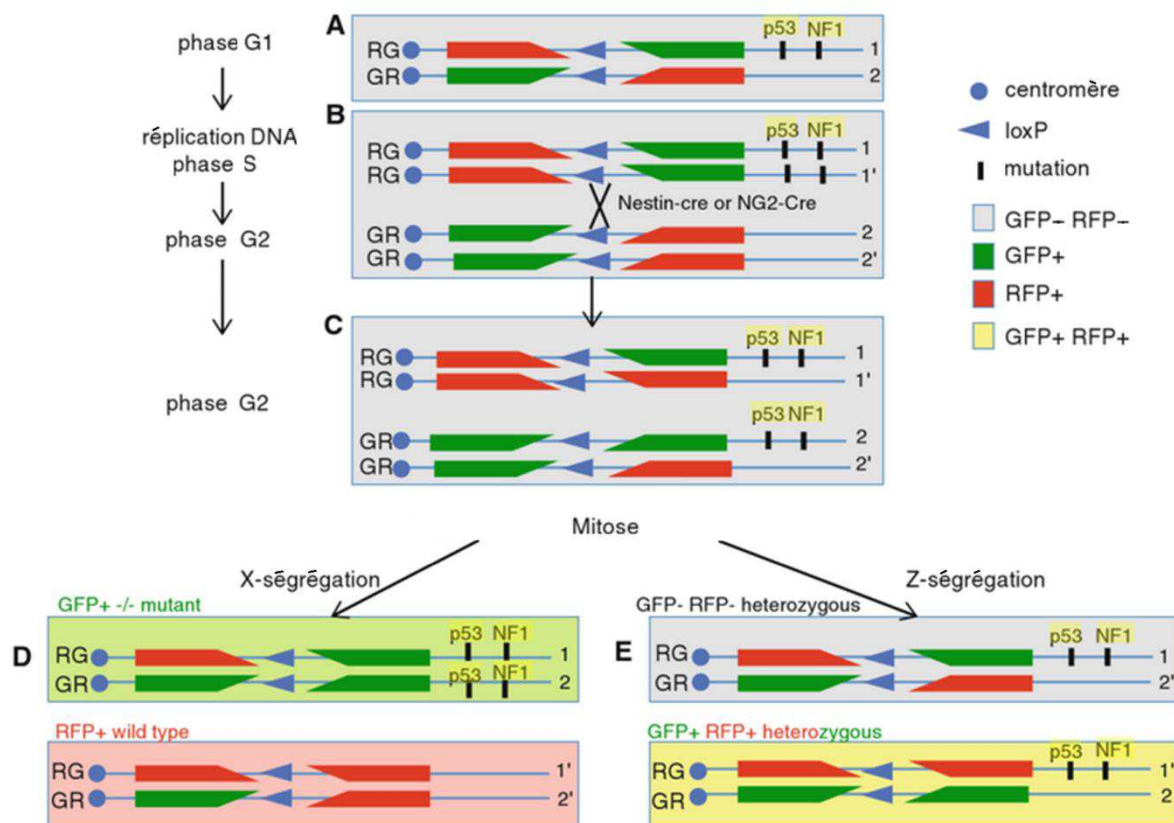 phase G1
réplication DNA
phase S
phase G2
phase G2
A
p53 NF1
RG 1
GR 2
B
p53 NF1
RG 1
RG 1'
Nestin-cre or NG2-Cre
GR 2
GR 2'
C
p53 NF1
RG 1
RG 1'
p53 NF1
GR 2
GR 2'
centromère
loxP
mutation
GFP- RFP-
GFP+
RFP+
GFP+ RFP+
Mitose
X-ségrégation
Z-ségrégation
D
GFP+ -/- mutant
p53 NF1
RG 1
p53 NF1
GR 2
RFP+ wild type
RG 1'
GR 2'
E
GFP- RFP- heterozygous
p53 NF1
RG 1
GR 2'
GFP+ RFP+ heterozygous
p53 NF1
RG 1'
GR 2